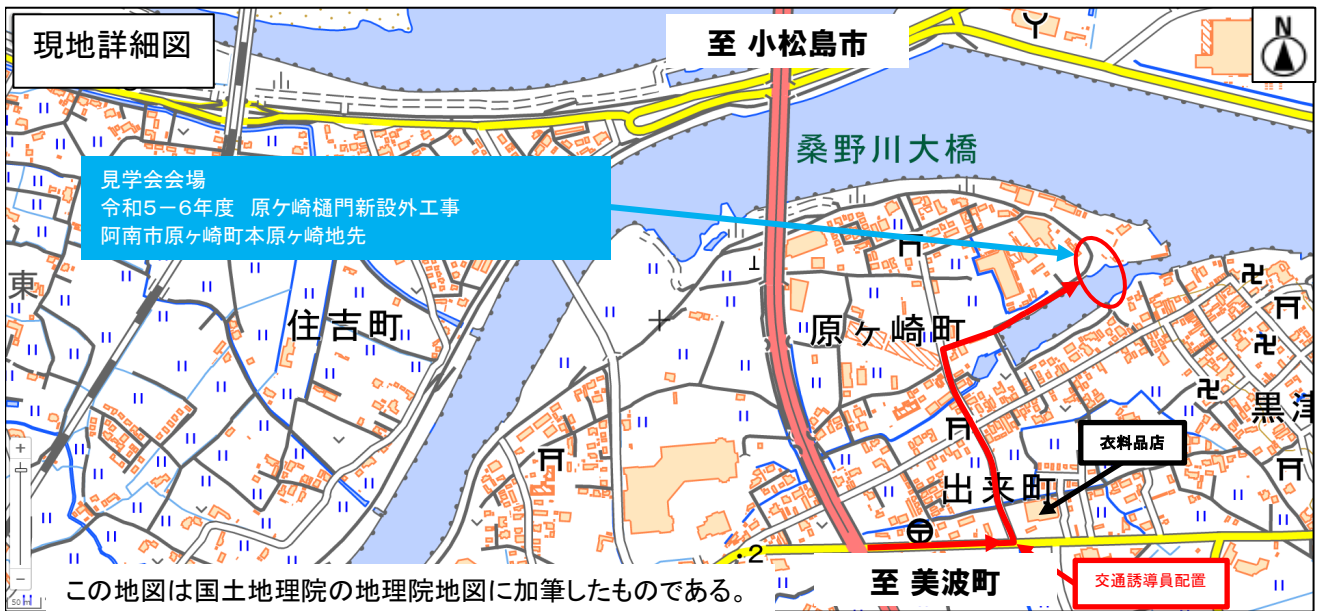 現地詳細図
至 小松島市
N
桑野川大橋
見学会会場
令和5－6年度 原ケ崎樋門新設外工事
阿南市原ヶ崎町本原ヶ崎地先
東
住吉町
原ヶ崎町
黒津
衣料品店
出来町
・2
至 美波町
交通誘導員配置
+
－
50 m
この地図は国土地理院の地理院地図に加筆したものである。